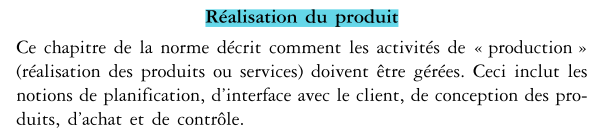 Réalisation du produit
Ce chapitre de la norme décrit comment les activités de « production »
(réalisation des produits ou services) doivent être gérées. Ceci inclut les
notions de planification, d’interface avec le client, de conception des pro-
duits, d’achat et de contrôle.